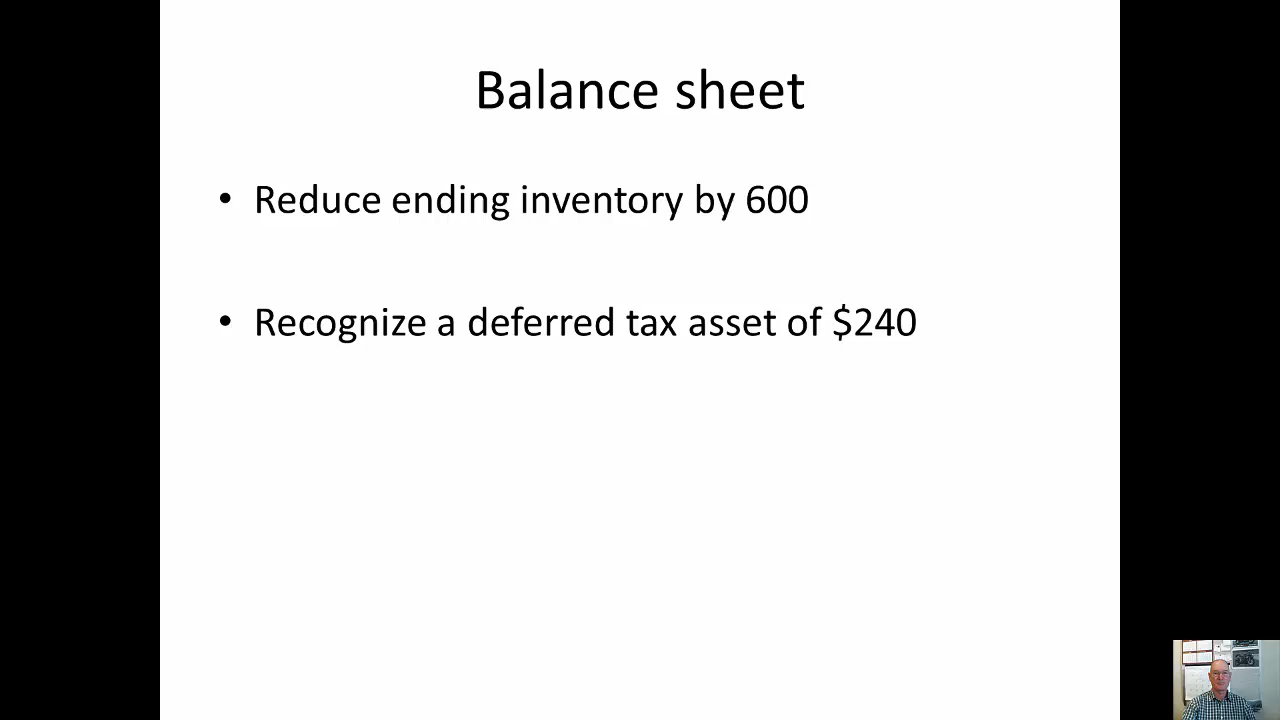 Balance sheet
• Reduce ending inventory by 600
• Recognize a deferred tax asset of $240